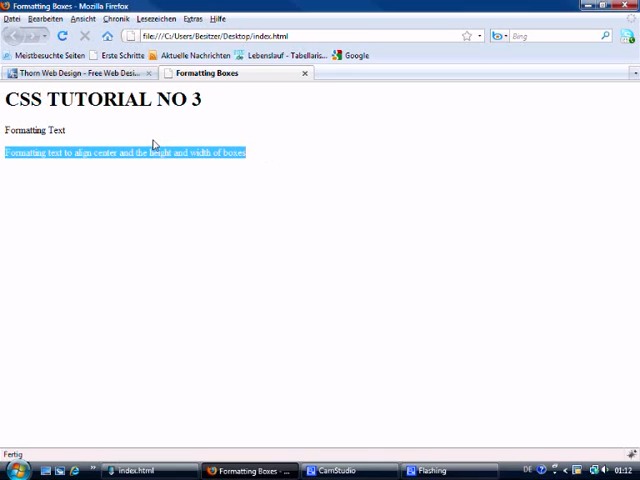 Formatting Boxes - Mozilla Firefox
Datei Bearbeiten Ansicht Chronik Lesezeichen Extras Hilfe
file:///C:/Users/Besitzer/Desktop/index.html Bing
Meistbesuchte Seiten Erste Schritte Aktuelle Nachrichten Lebenslauf - Tabellaris... Google
Thorn Web Design - Free Web Desi... Formatting Boxes
CSS TUTORIAL NO 3
Formatting Text
Formatting text to align center and the height and width of boxes
Fertig
index.html Formatting Boxes - ... CamStudio Flashing DE 01:12